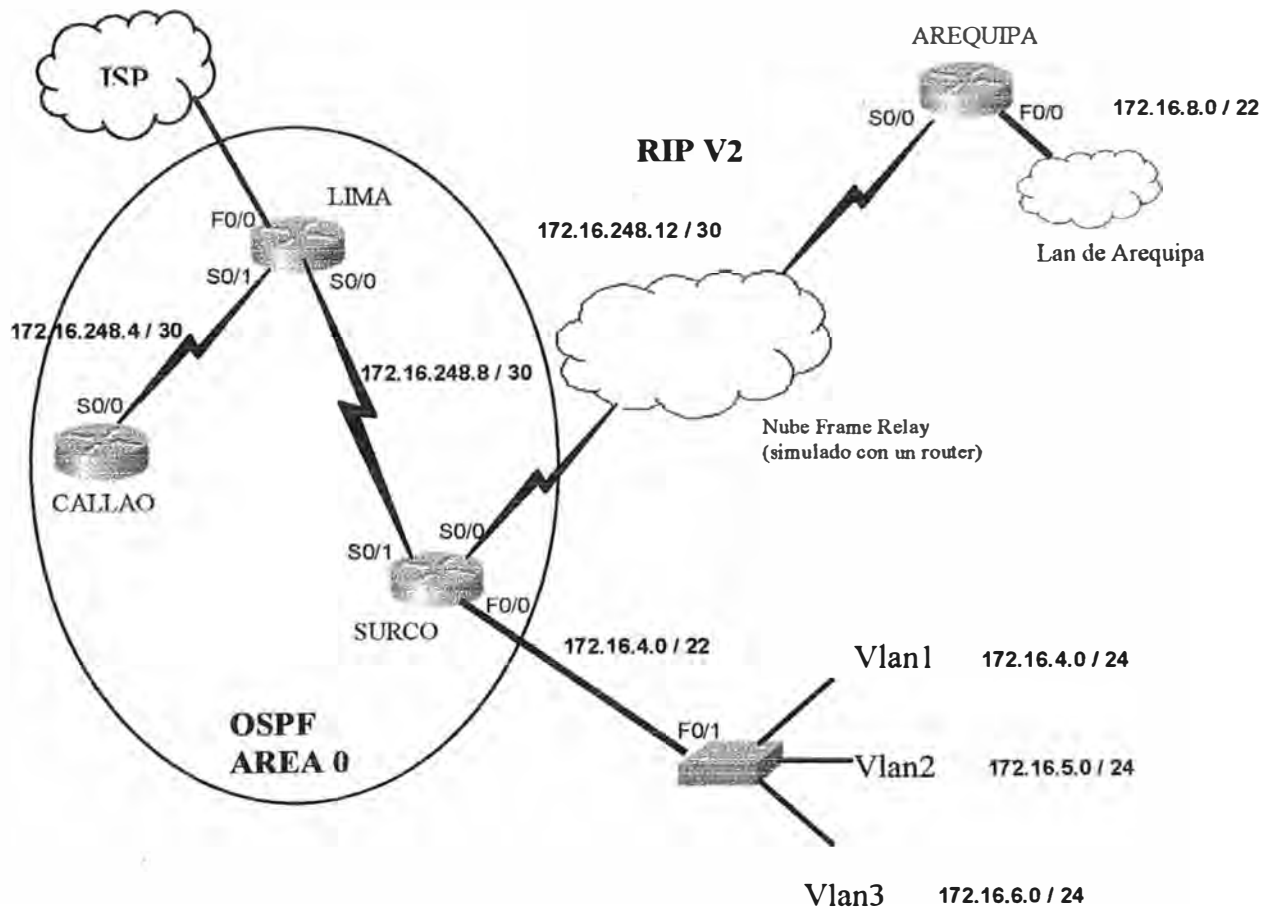 AREQUIPA
ISP
S0/0
F0/0
172.16.8.0 / 22
RIP V2
LIMA
F0/0
172.16.248.12 / 30
Lan de Arequipa
S0/1
S0/0
172.16.248.4 / 30
172.16.248.8 / 30
S0/0
Nube Frame Relay
(simulado con un router)
CALLAO
S0/0
S0/1
F0/0
SURCO
172.16.4.0 / 22
Vlan1 172.16.4.0 / 24
OSPF
AREA 0
F0/1
Vlan2 172.16.5.0 / 24
Vlan3 172.16.6.0 / 24